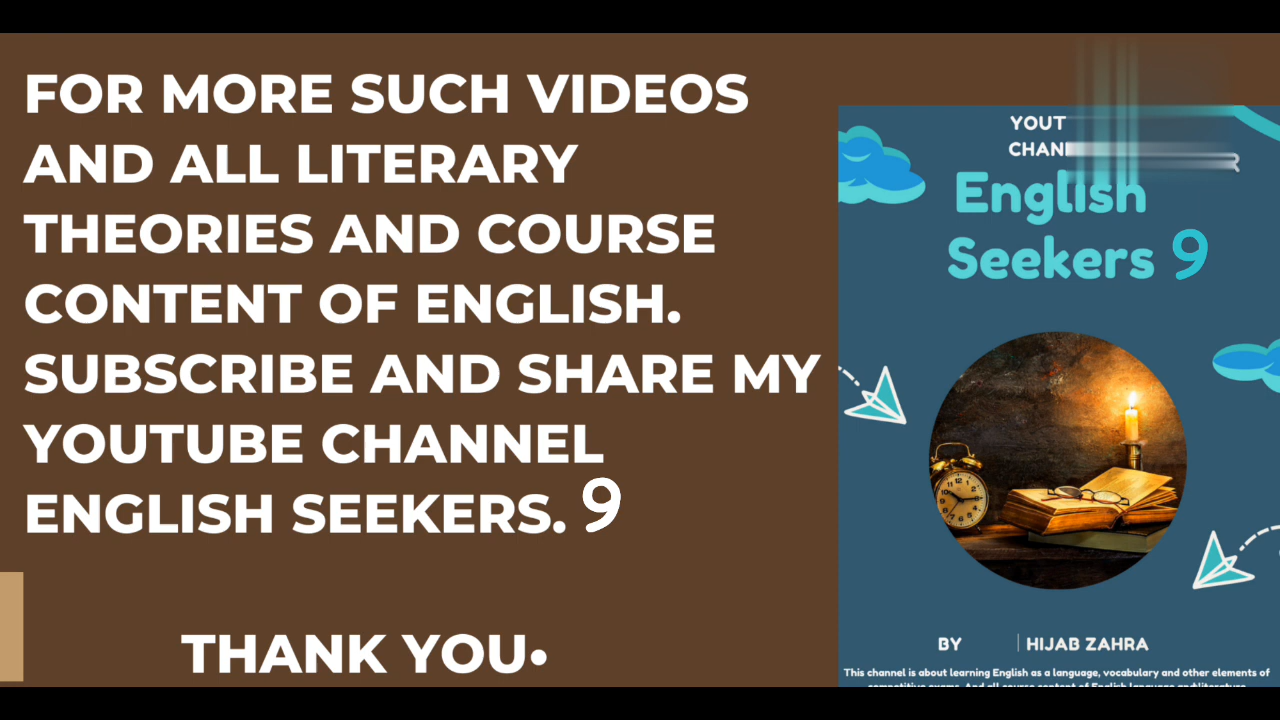 FOR MORE SUCH VIDEOS
AND ALL LITERARY
THEORIES AND COURSE
CONTENT OF ENGLISH.
SUBSCRIBE AND SHARE MY
YOUTUBE CHANNEL
ENGLISH SEEKERS. 9
THANK YOU•
YOUT
CHAN
English
Seekers 9
BY HIJAB ZAHRA
This channel is about learning English as a language, vocabulary and other elements of